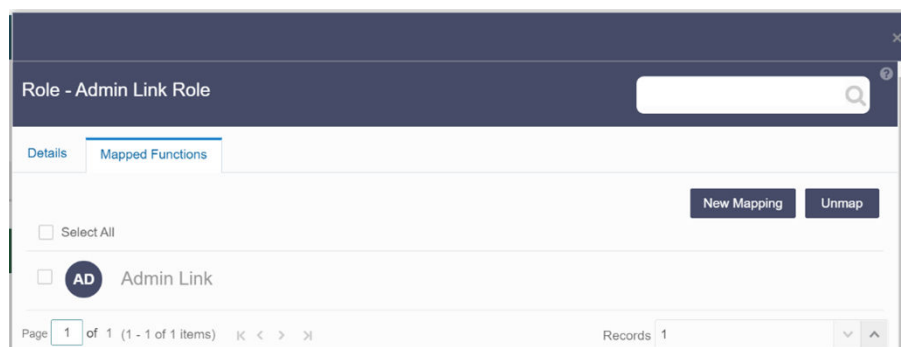 Role - Admin Link Role
Details Mapped Functions
New Mapping Unmap
Select All
AD Admin Link
Page 1 of 1 (1 - 1 of 1 items) Records 1